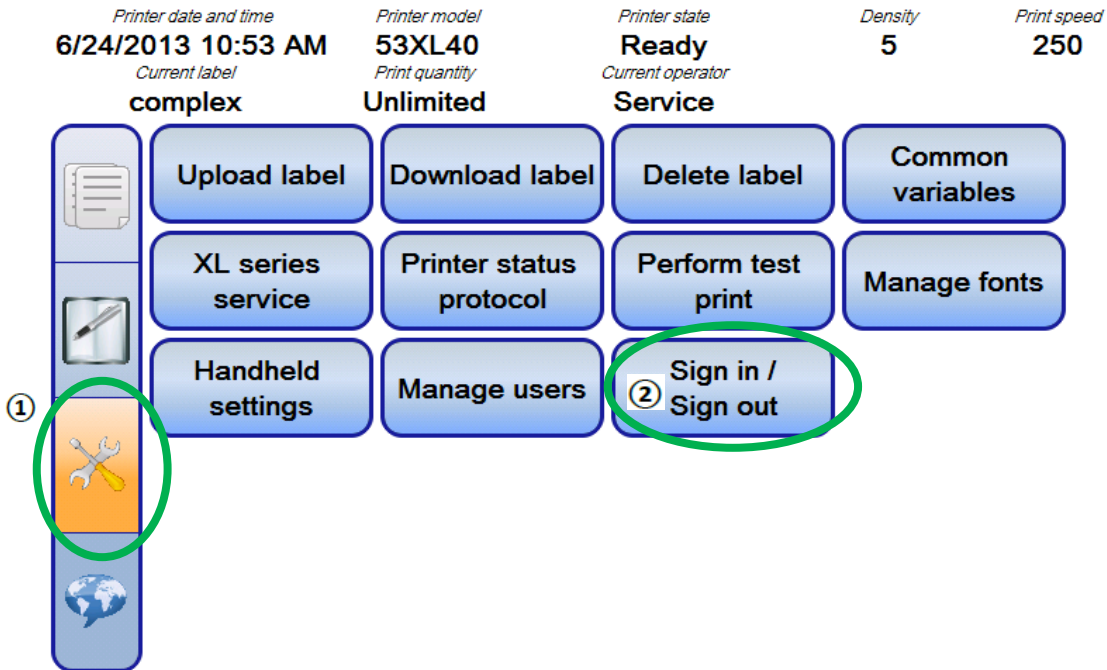 Printer date and time Printer model Printer state Density Print speed
6/24/2013 10:53 AM 53XL40 Ready 5 250
Current label Print quantity Current operator
complex Unlimited Service
Upload label Download label Delete label Common
variables
XL series
service
Printer status
protocol
Perform test
print
Manage fonts
①
Handheld
settings
Manage users
② Sign in /
Sign out